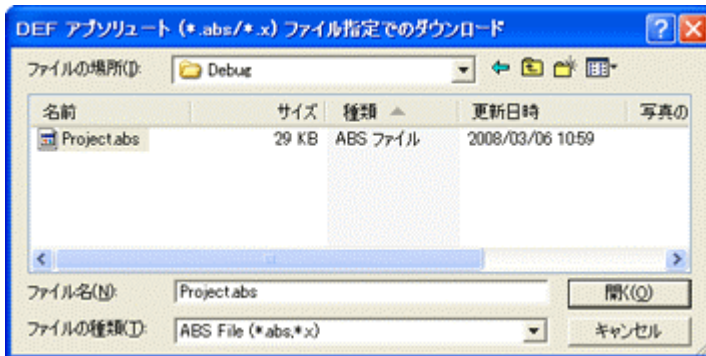 DEF アブソリュート (*.abs/*.x) ファイル指定でのダウンロード
ファイルの場所(I): Debug
名前 サイズ 種類 更新日時 写真の
Project.abs 29 KB ABS ファイル 2008/03/06 10:59
ファイル名(N): Project.abs 開く(O)
ファイルの種類(T): ABS File (*.abs,*.x) キャンセル